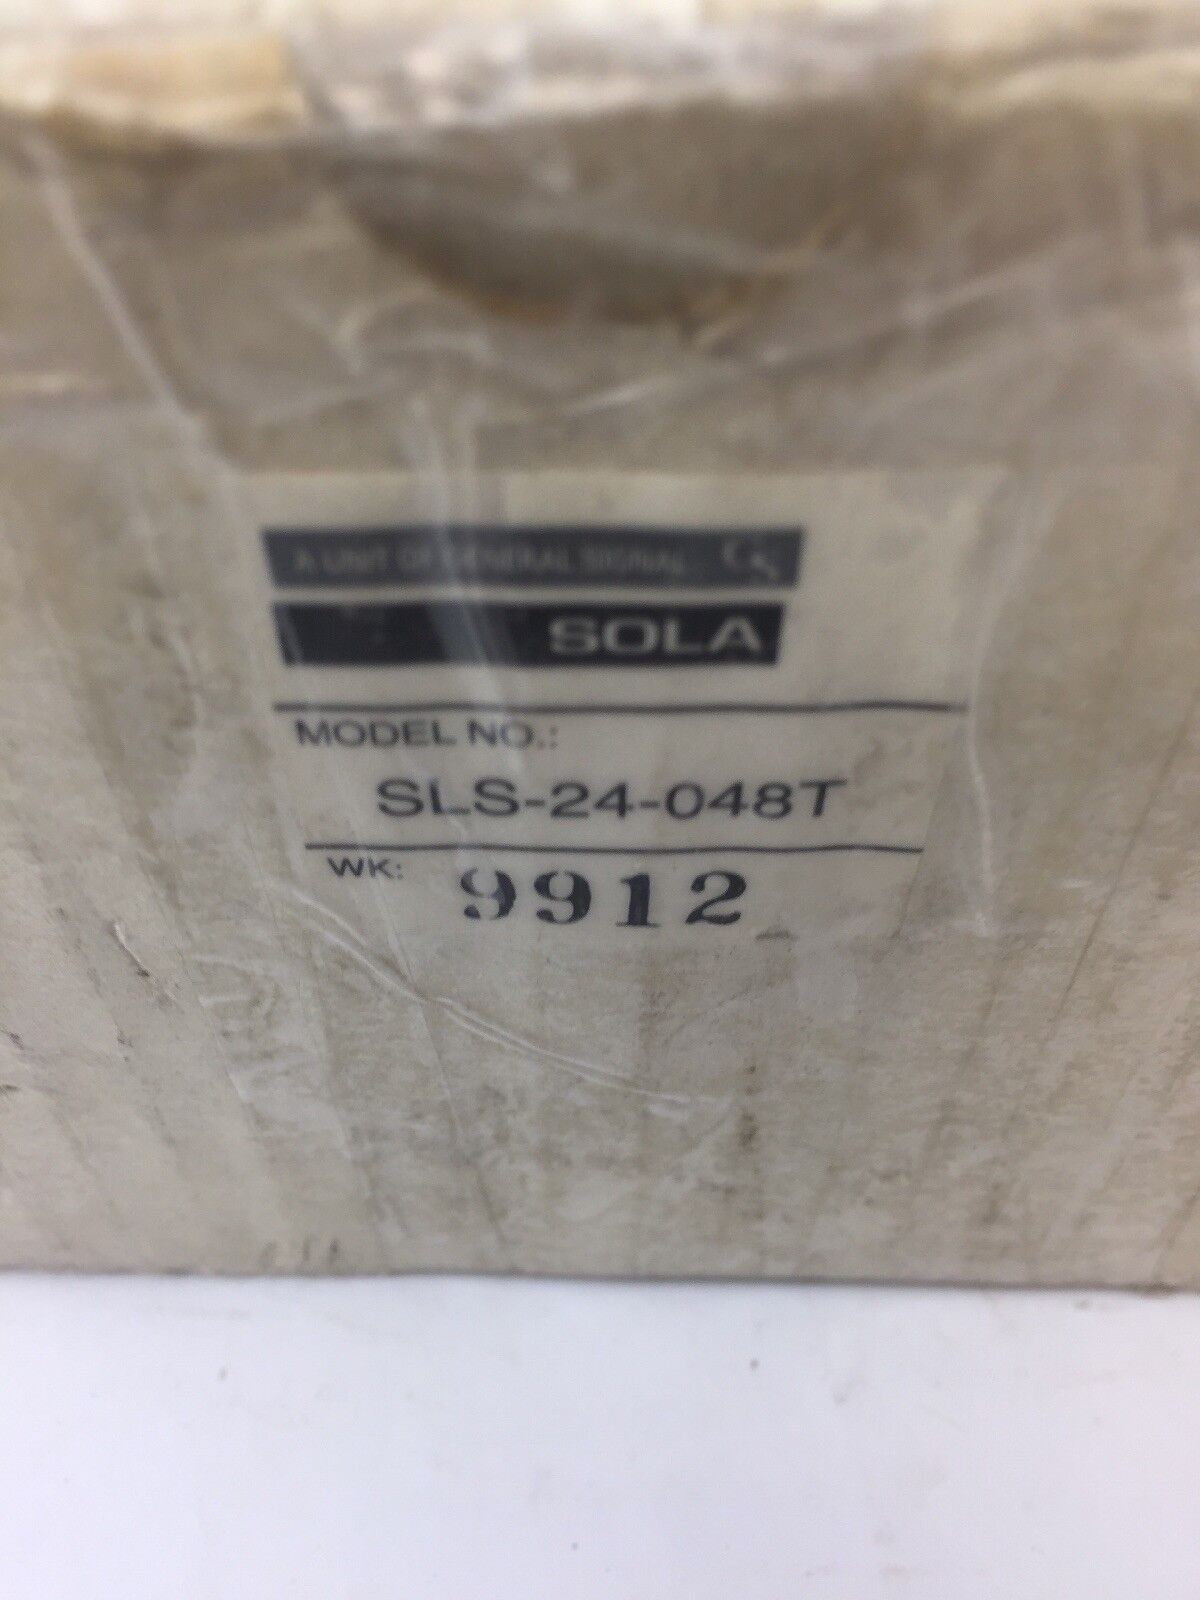 A UNIT OF GENERAL SIGNAL
SOLA
MODEL NO.:
SLS-24-048T
WK: 9912